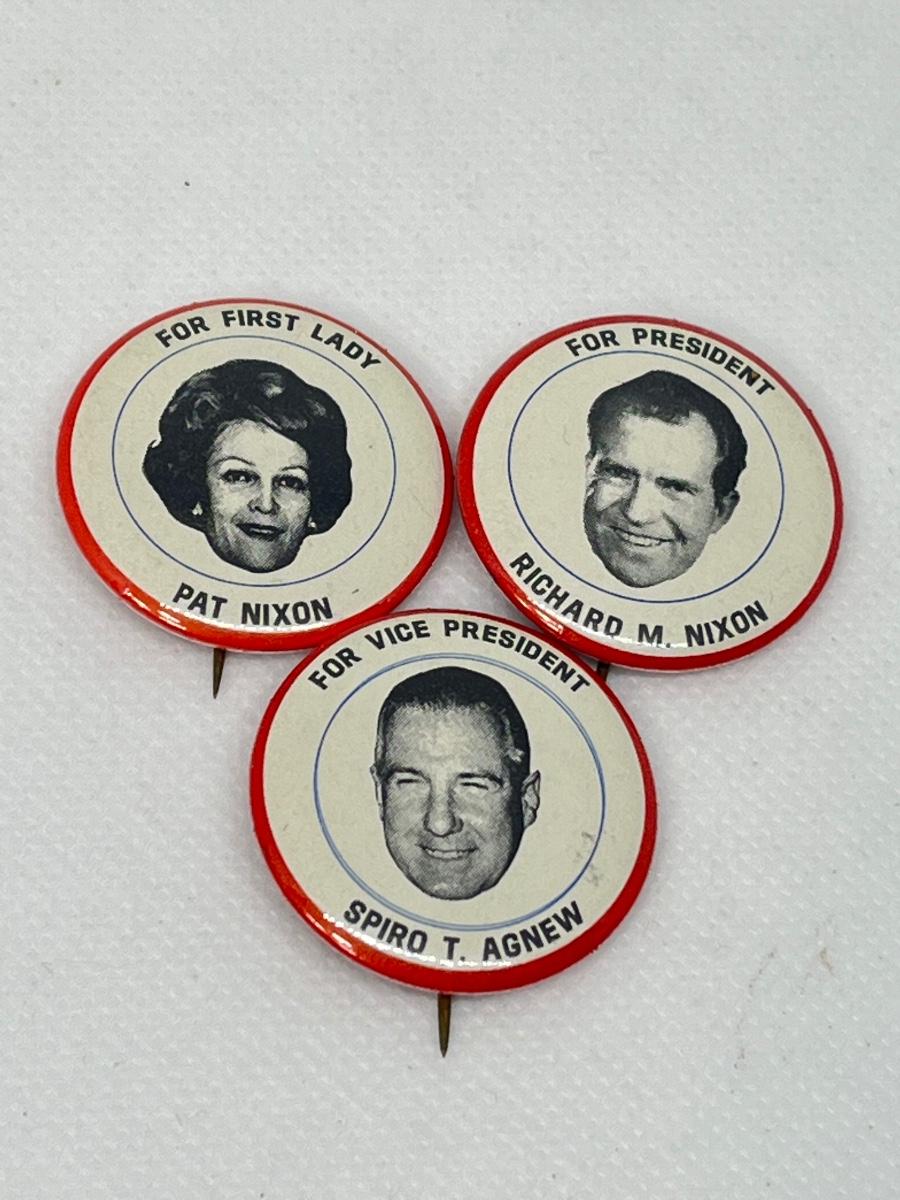 FOR FIRST LADY
PAT NIXON
FOR PRESIDENT
RICHARD M. NIXON
FOR VICE PRESIDENT
SPIRO T. AGNEW